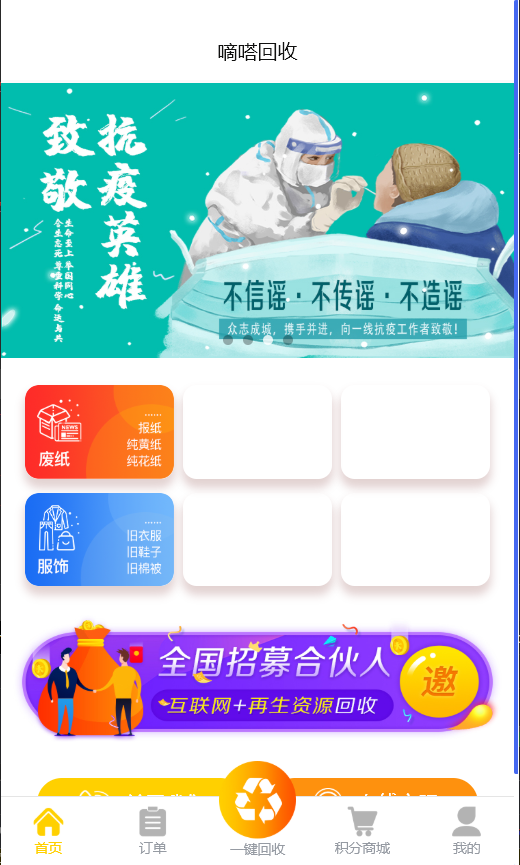 嘀嗒回收
致敬
抗疫英雄
生命至上 举国同心
舍生忘死 尊重科学 命运与共
不信谣·不传谣·不造谣
众志成城，携手并进，向一线抗疫工作者致敬！
废纸
NEWS
......
报纸
纯黄纸
纯花纸
服饰
......
旧衣服
旧鞋子
旧棉被
全国招募合伙人
互联网+再生资源回收
邀
首页
订单
一键回收
积分商城
我的